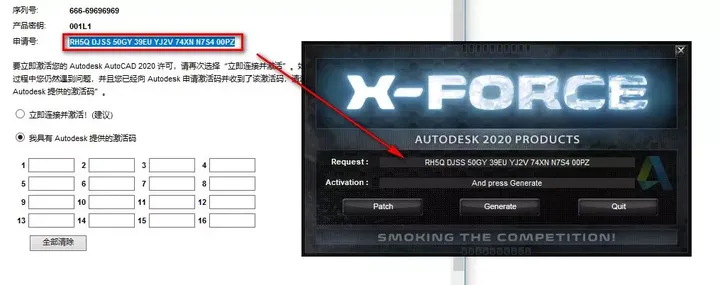 序列号: 666-69696969
产品密钥: 001L1
申请号: RH5Q DJSS 50GY 39EU YJ2V 74XN N7S4 00PZ
要立即激活您的 Autodesk AutoCAD 2020 许可，请再次选择 “立即连接并激活”。如
过程中您仍然遇到问题，并且您已经向 Autodesk 申请激活码并收到了该激活码，请
Autodesk 提供的激活码”。
立即连接并激活! (建议)
我具有 Autodesk 提供的激活码
1 2 3 4
5 6 7 8
9 10 11 12
13 14 15 16
全部清除
X-FORCE
AUTODESK 2020 PRODUCTS
Request : RH5Q DJSS 50GY 39EU YJ2V 74XN N7S4 00PZ
Activation : And press Generate
Patch Generate Quit
SMOKING THE COMPETITION!